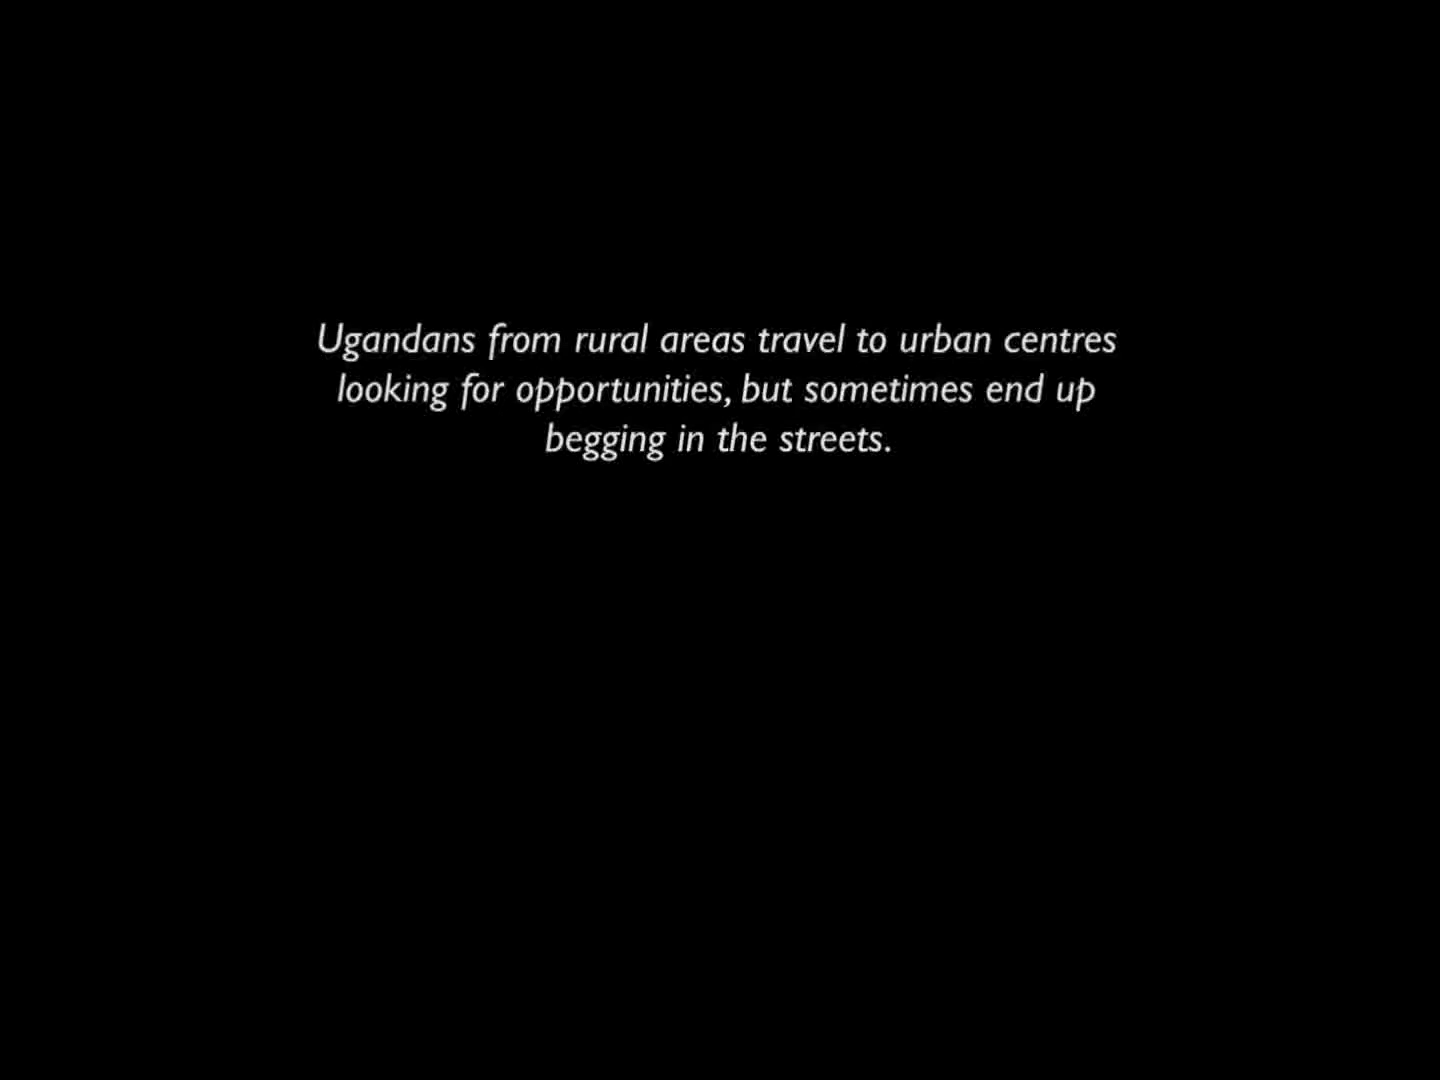 Ugandans from rural areas travel to urban centres
looking for opportunities, but sometimes end up
begging in the streets.